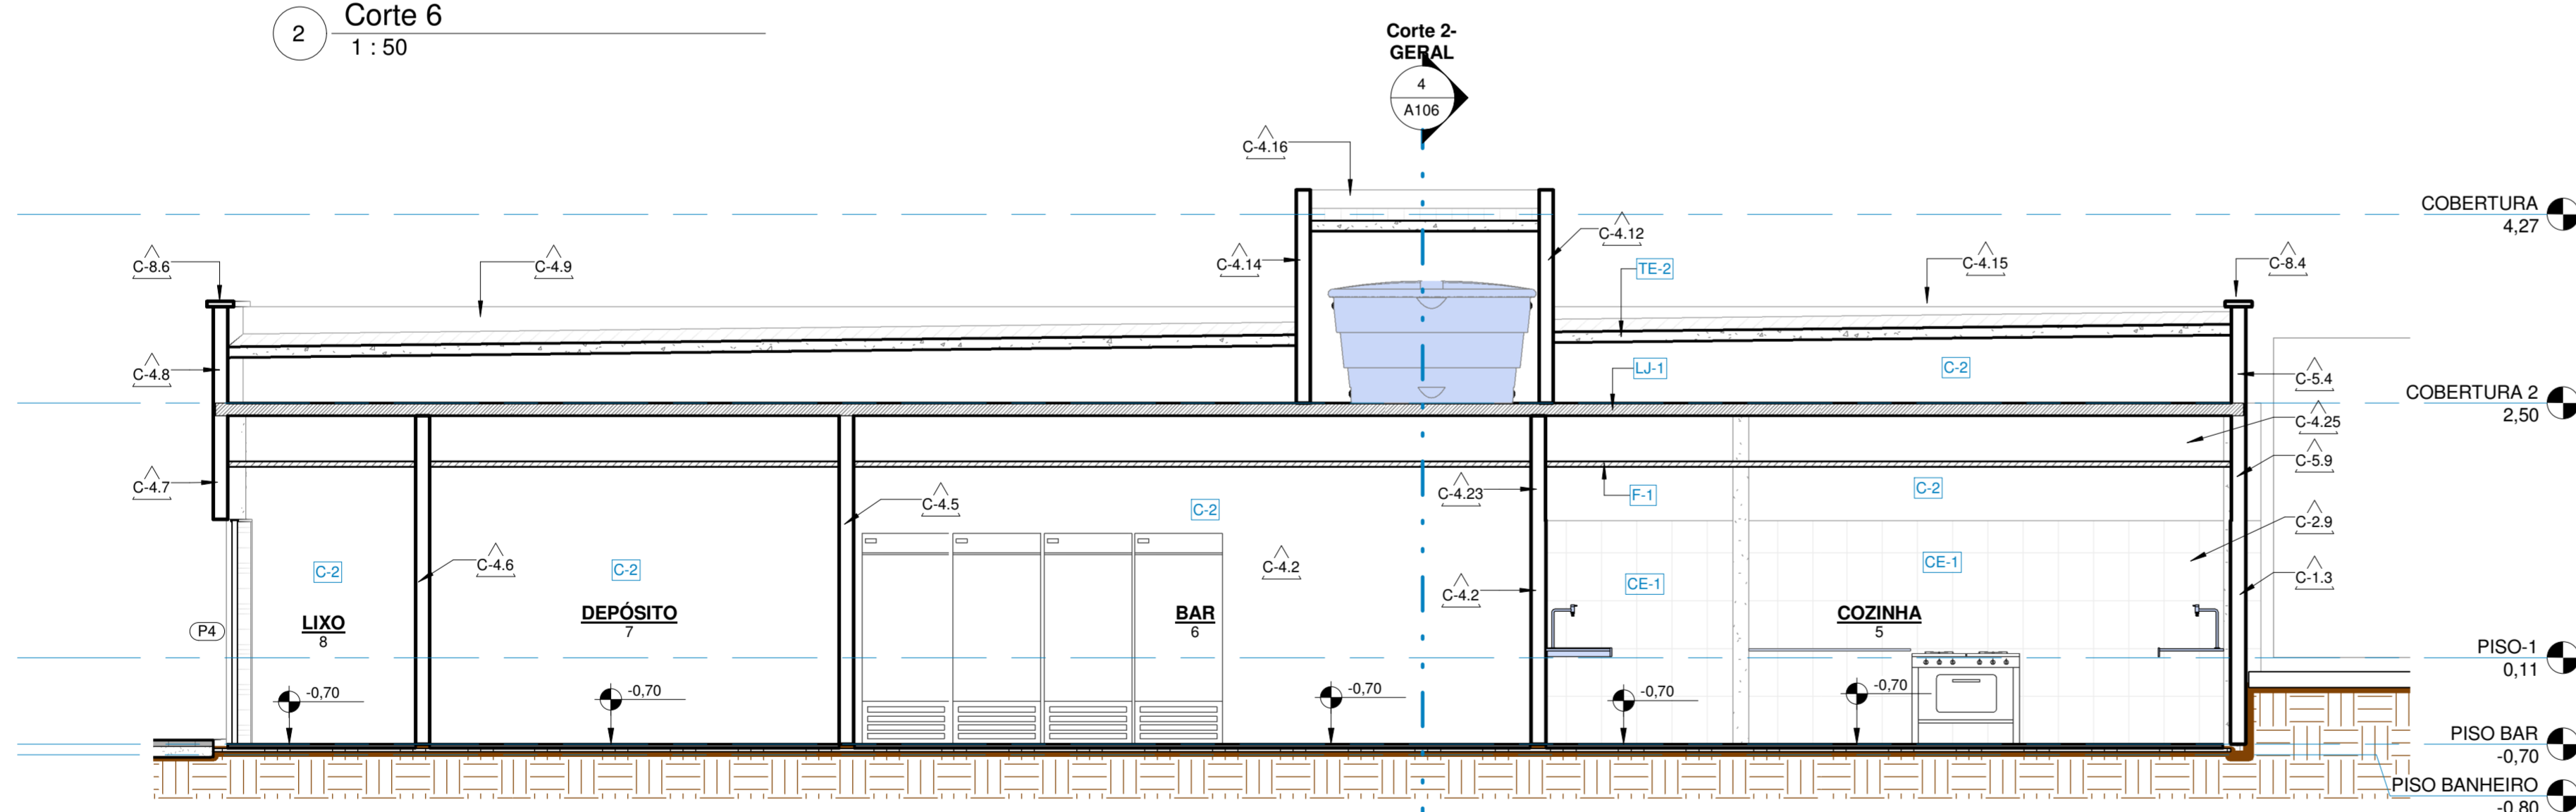 2
Corte 6
1 : 50
Corte 2-
GERAL
4
A106
C-4.16
COBERTURA
4,27
C-4.12
C-8.6
C-4.9
C-4.14
TE-2
C-4.15
C-8.4
C-4.8
LJ-1
C-2
C-5.4
COBERTURA 2
2,50
C-4.25
C-5.9
C-4.7
C-4.5
C-2
C-4.23
F-1
C-2
C-2.9
C-2
C-4.6
C-2
C-4.2
C-4.2
CE-1
CE-1
C-1.3
P4
LIXO
8
DEPÓSITO
7
BAR
6
COZINHA
5
PISO-1
0,11
-0,70
-0,70
-0,70
-0,70
-0,70
PISO BAR
-0,70
PISO BANHEIRO
-0,80